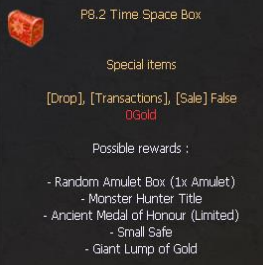 P8.2 Time Space Box
Special items
[Drop], [Transactions], [Sale] False
0Gold
Possible rewards :
- Random Amulet Box (1x Amulet)
- Monster Hunter Title
- Ancient Medal of Honour (Limited)
- Small Safe
- Giant Lump of Gold